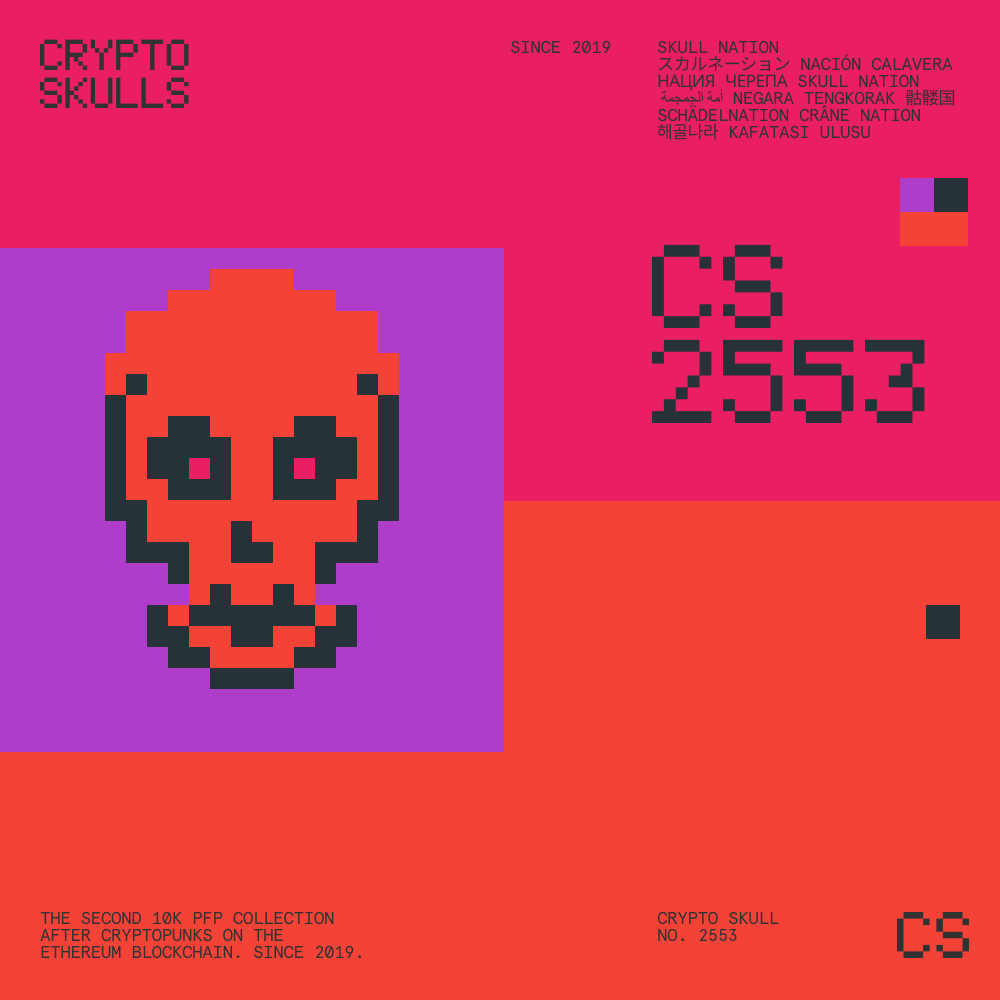 CRYPTO
SKULLS
SINCE 2019
SKULL NATION
スカルネーション NACIÓN CALAVERA
НАЦИЯ ЧЕРЕПА SKULL NATION
أمة الجمجمة NEGARA TENGKORAK 骷髅国
SCHÄDELNATION CRÂNE NATION
해골나라 KAFATASI ULUSU
CS
2553
THE SECOND 10K PFP COLLECTION
AFTER CRYPTOPUNKS ON THE
ETHEREUM BLOCKCHAIN. SINCE 2019.
CRYPTO SKULL
NO. 2553
CS